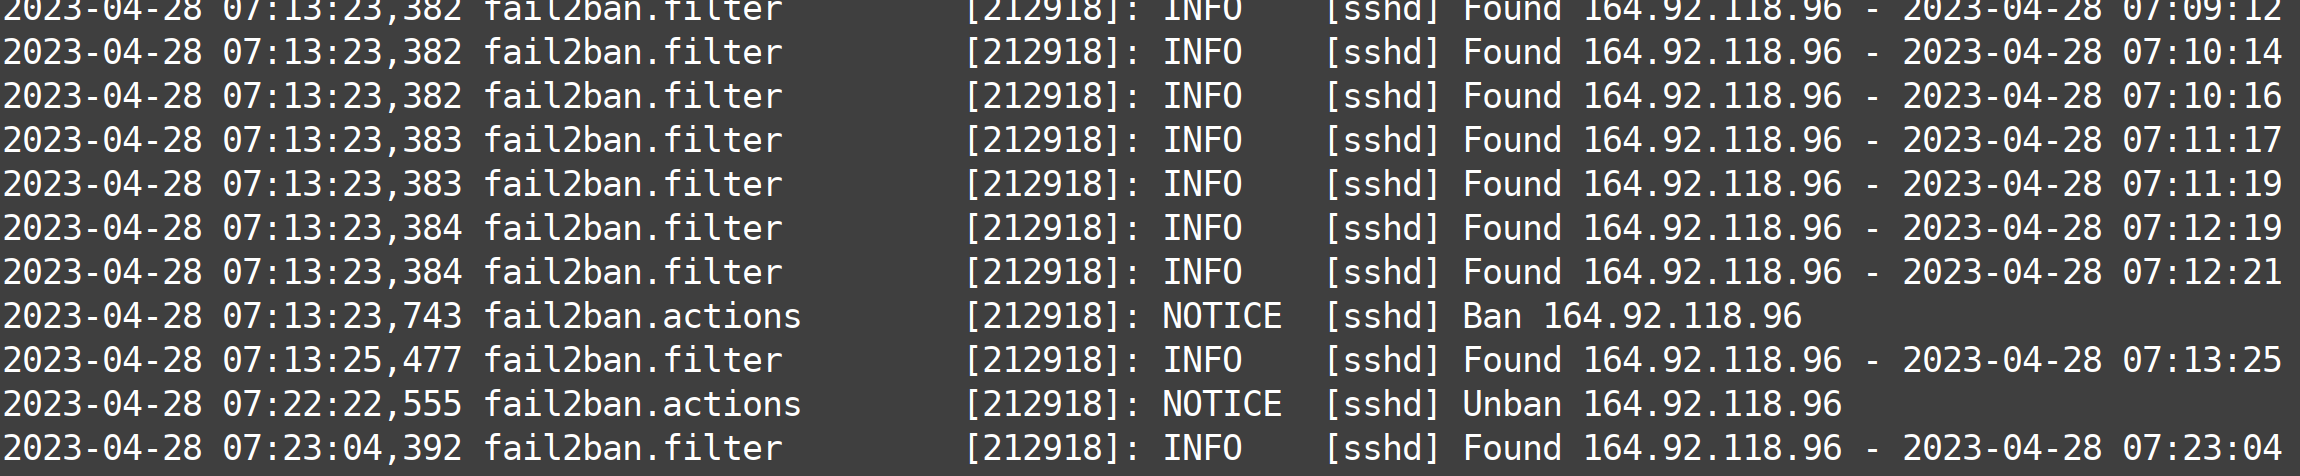 2023-04-28 07:13:23,382 fail2ban.filter [212918]: INFO [sshd] Found 164.92.118.96 - 2023-04-28 07:09:12
2023-04-28 07:13:23,382 fail2ban.filter [212918]: INFO [sshd] Found 164.92.118.96 - 2023-04-28 07:10:14
2023-04-28 07:13:23,382 fail2ban.filter [212918]: INFO [sshd] Found 164.92.118.96 - 2023-04-28 07:10:16
2023-04-28 07:13:23,383 fail2ban.filter [212918]: INFO [sshd] Found 164.92.118.96 - 2023-04-28 07:11:17
2023-04-28 07:13:23,383 fail2ban.filter [212918]: INFO [sshd] Found 164.92.118.96 - 2023-04-28 07:11:19
2023-04-28 07:13:23,384 fail2ban.filter [212918]: INFO [sshd] Found 164.92.118.96 - 2023-04-28 07:12:19
2023-04-28 07:13:23,384 fail2ban.filter [212918]: INFO [sshd] Found 164.92.118.96 - 2023-04-28 07:12:21
2023-04-28 07:13:23,743 fail2ban.actions [212918]: NOTICE [sshd] Ban 164.92.118.96
2023-04-28 07:13:25,477 fail2ban.filter [212918]: INFO [sshd] Found 164.92.118.96 - 2023-04-28 07:13:25
2023-04-28 07:22:22,555 fail2ban.actions [212918]: NOTICE [sshd] Unban 164.92.118.96
2023-04-28 07:23:04,392 fail2ban.filter [212918]: INFO [sshd] Found 164.92.118.96 - 2023-04-28 07:23:04